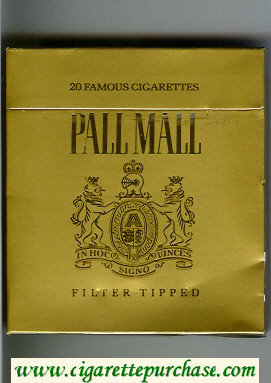 20 FAMOUS CIGARETTES
PALL MALL
IN HOC SIGNO VINCES
FILTER TIPPED
www.cigarettepurchase.com